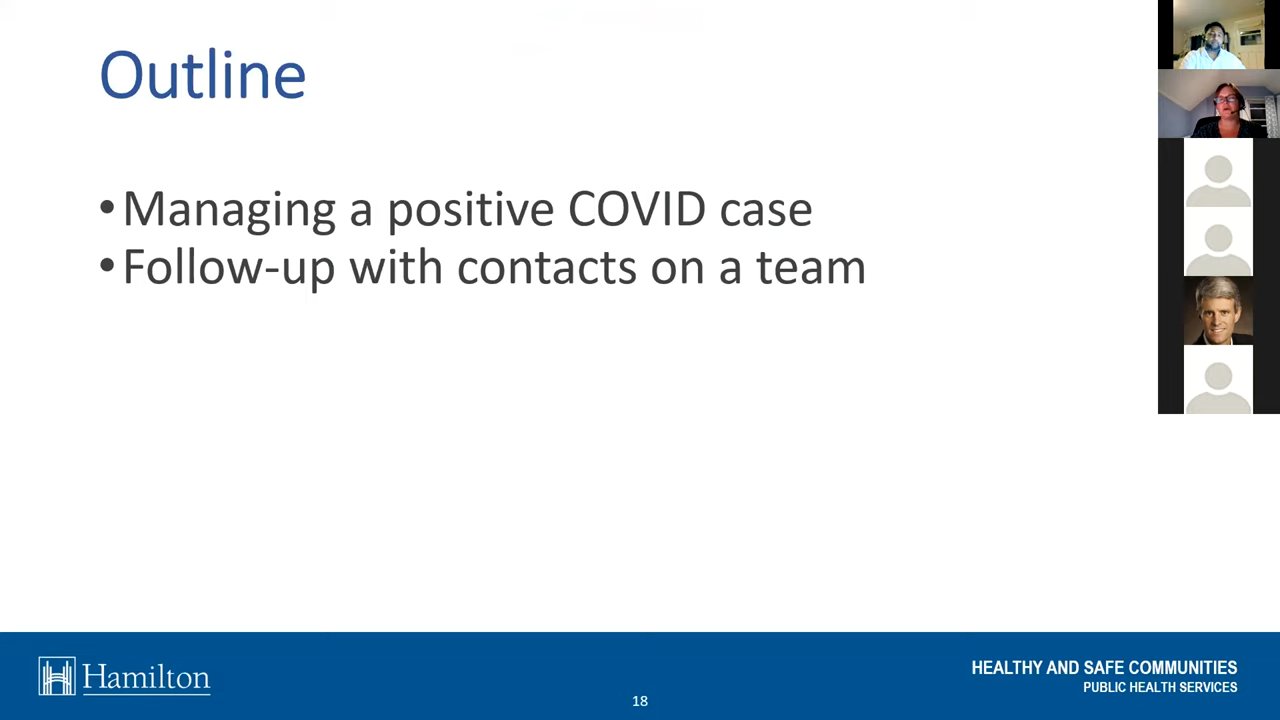 Outline
•Managing a positive COVID case
•Follow-up with contacts on a team
Hamilton
18
HEALTHY AND SAFE COMMUNITIES
PUBLIC HEALTH SERVICES